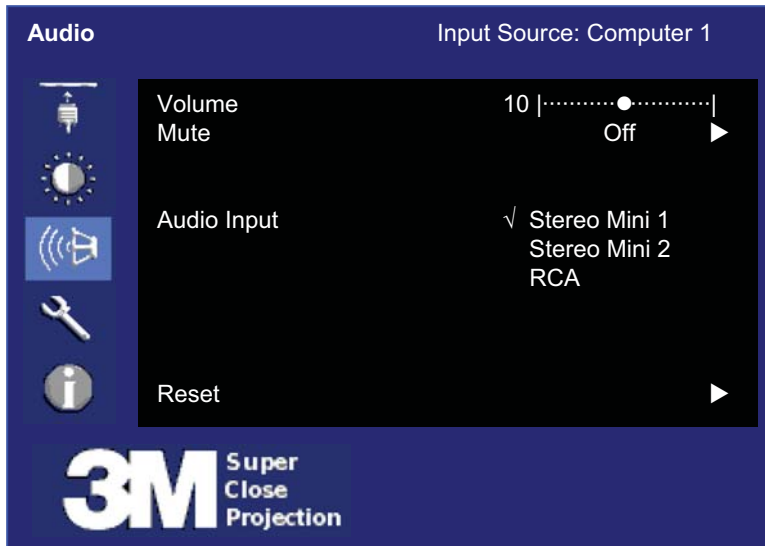 Audio Input Source: Computer 1
Volume 10
Mute Off
Audio Input √ Stereo Mini 1
Stereo Mini 2
RCA
Reset
3M Super
Close
Projection